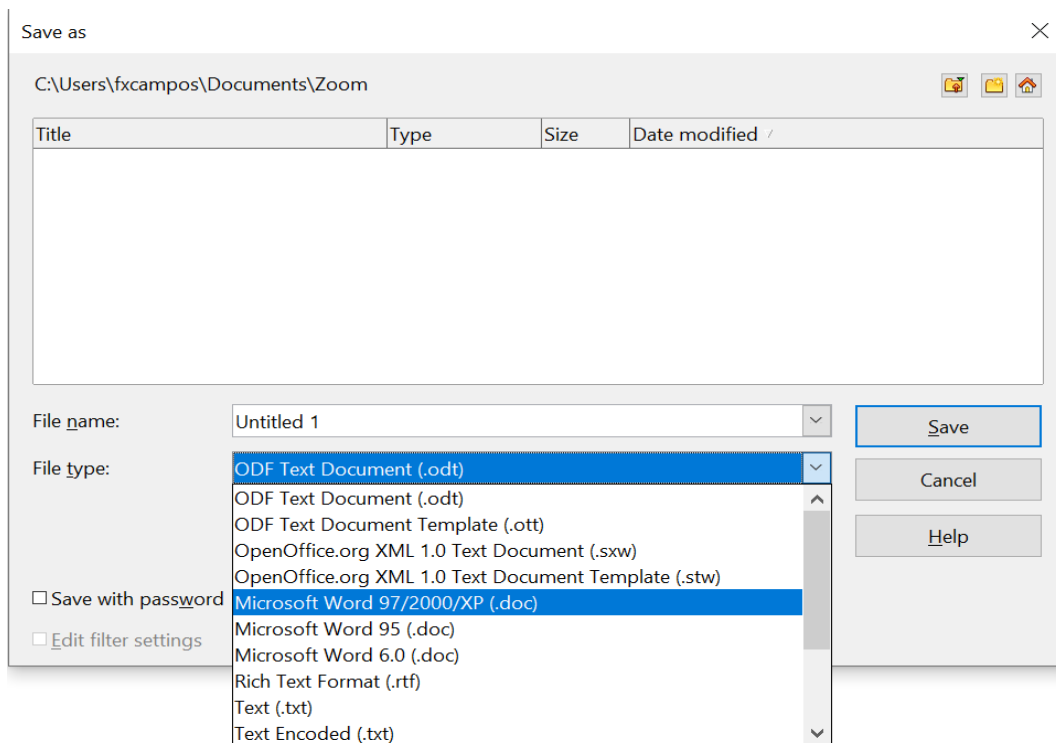 Save as
C:\Users\fxcampos\Documents\Zoom
Title Type Size Date modified
File name: Untitled 1 Save
File type: ODF Text Document (.odt) Cancel
ODF Text Document (.odt)
ODF Text Document Template (.ott)
Help
OpenOffice.org XML 1.0 Text Document (.sxw)
OpenOffice.org XML 1.0 Text Document Template (.stw)
Save with password Microsoft Word 97/2000/XP (.doc)
Microsoft Word 95 (.doc)
Edit filter settings Microsoft Word 6.0 (.doc)
Rich Text Format (.rtf)
Text (.txt)
Text Encoded (.txt)